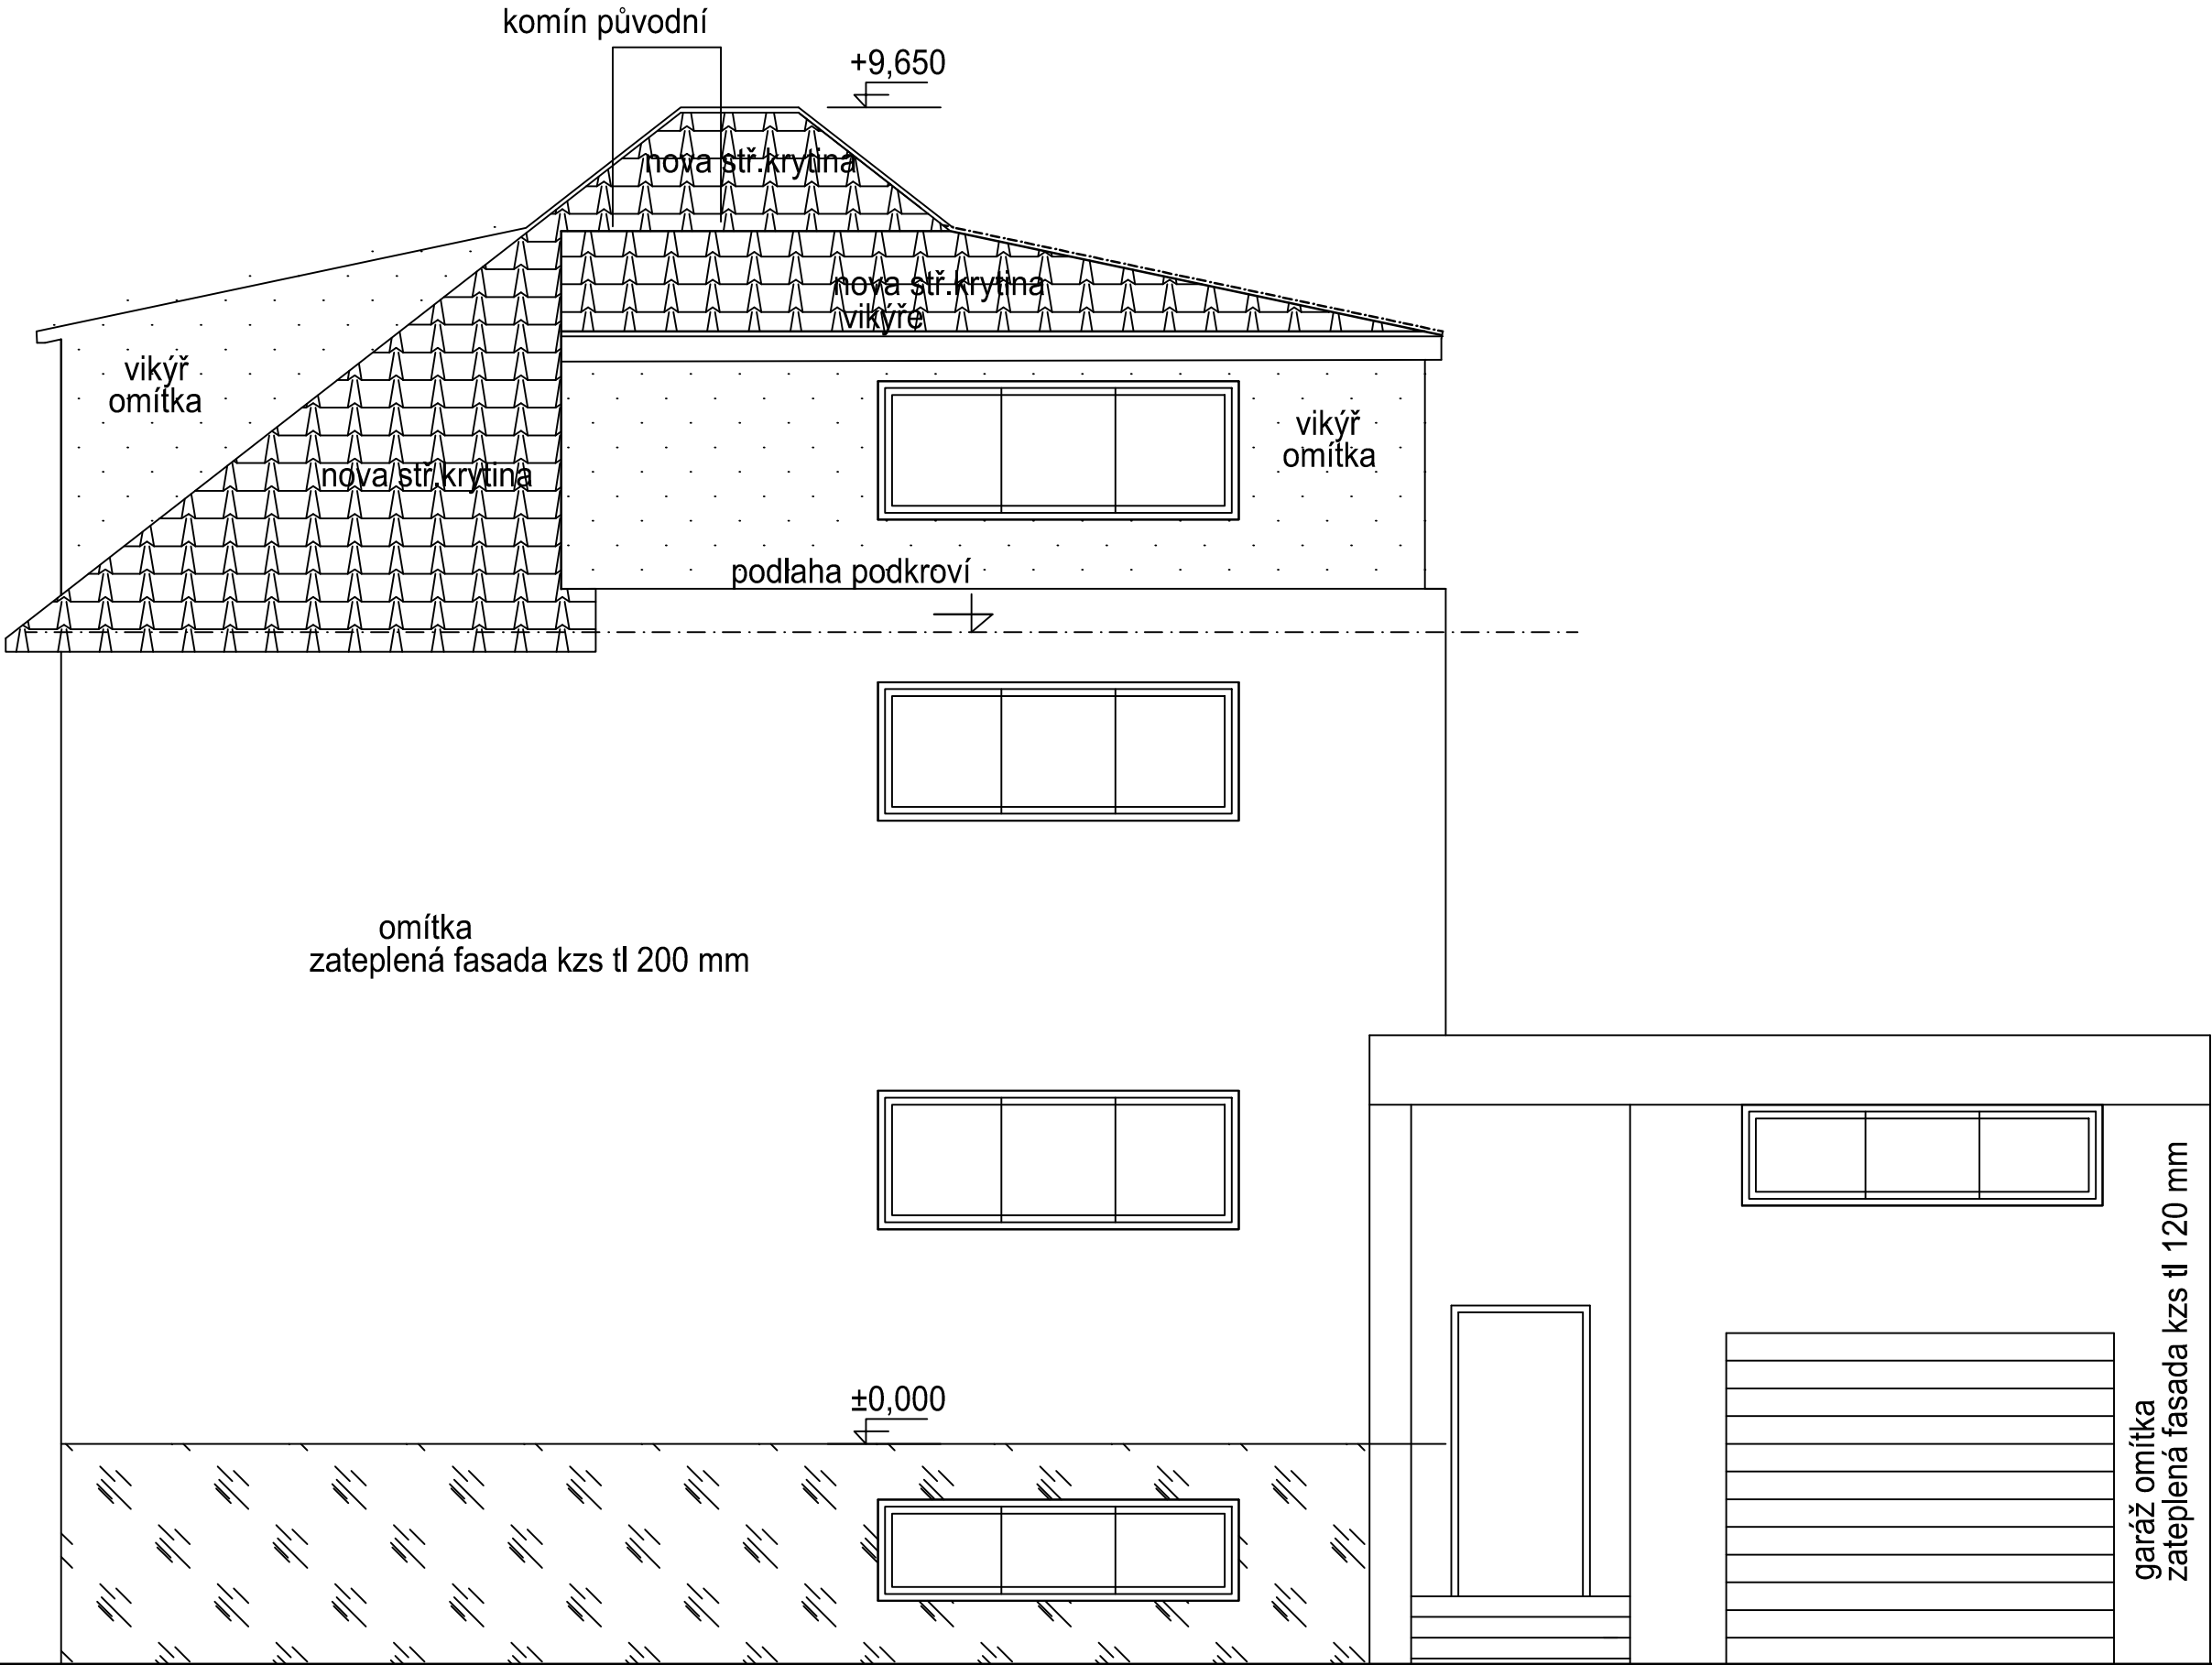 komín původní
+9,650
nova stř.krytina
nova stř.krytina
vikýře
vikýř
omítka
vikýř
omítka
nova stř.krytina
podlaha podkroví
omítka
zateplená fasada kzs tl 200 mm
±0,000
garáž omítka
zateplená fasada kzs tl 120 mm